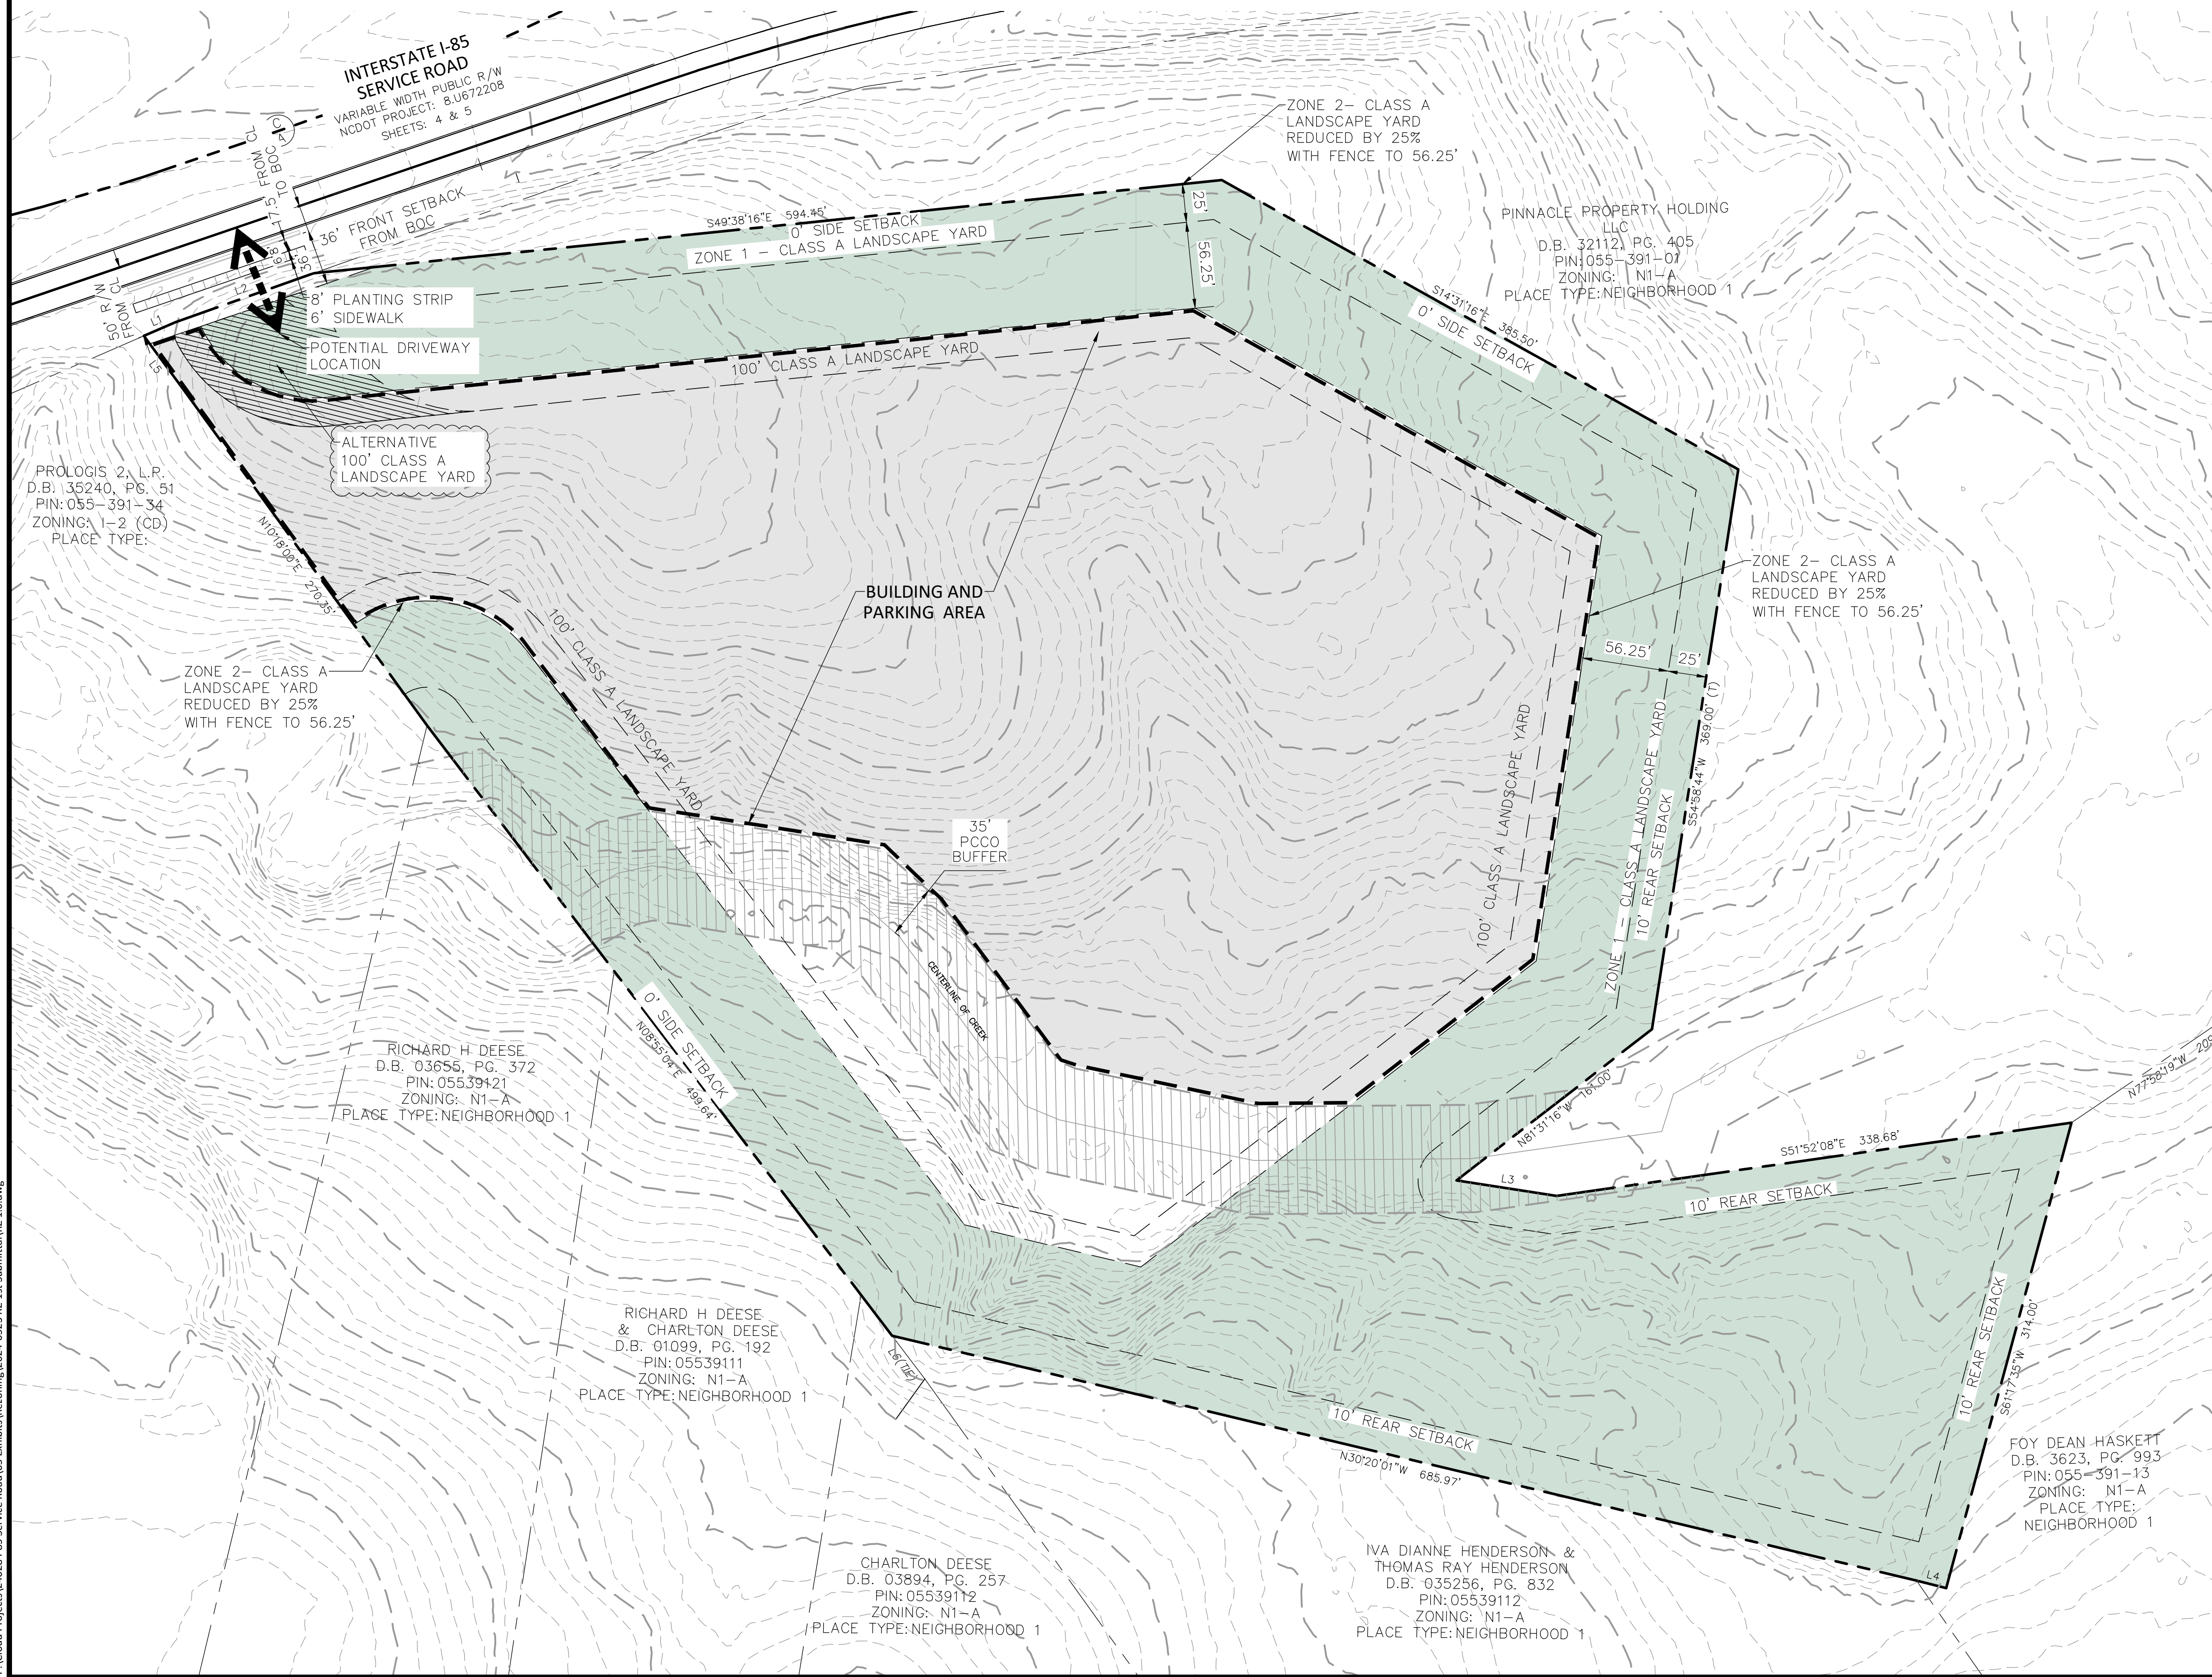 INTERSTATE I-85
SERVICE ROAD
VARIABLE WIDTH PUBLIC R/W
NCDOT PROJECT: 8.U672208
SHEETS: 4 & 5
17.5' FROM CL
TO BOC
C
4
68'
36'
36' FRONT SETBACK
FROM BOC
50' R/W
FROM CL
L1
L2
L5
8' PLANTING STRIP
6' SIDEWALK
POTENTIAL DRIVEWAY
LOCATION
ALTERNATIVE
100' CLASS A
LANDSCAPE YARD
S49°38'16"E 594.45'
0' SIDE SETBACK
ZONE 1 - CLASS A LANDSCAPE YARD
100' CLASS A LANDSCAPE YARD
25'
56.25'
ZONE 2- CLASS A
LANDSCAPE YARD
REDUCED BY 25%
WITH FENCE TO 56.25'
PINNACLE PROPERTY HOLDING
LLC
D.B. 32112, PG. 405
PIN:055-391-01
ZONING: N1-A
PLACE TYPE:NEIGHBORHOOD 1
S14°31'16"E 385.50'
0' SIDE SETBACK
PROLOGIS 2, L.P.
D.B. 35240, PG. 51
PIN:055-391-34
ZONING: I-2 (CD)
PLACE TYPE:
N10°18'00"E 270.35'
BUILDING AND
PARKING AREA
ZONE 2- CLASS A
LANDSCAPE YARD
REDUCED BY 25%
WITH FENCE TO 56.25'
56.25'
25'
ZONE 2- CLASS A
LANDSCAPE YARD
REDUCED BY 25%
WITH FENCE TO 56.25'
100' CLASS A LANDSCAPE YARD
100' CLASS A LANDSCAPE YARD
ZONE 1 - CLASS A LANDSCAPE YARD
10' REAR SETBACK
S54°58'44"W 369.00' (T)
35'
PCCO
BUFFER
CENTERLINE OF CREEK
0' SIDE SETBACK
N08°55'04"E 499.64'
RICHARD H DEESE
D.B. 03655, PG. 372
PIN:05539121
ZONING: N1-A
PLACE TYPE:NEIGHBORHOOD 1
N81°31'16"W 161.00'
L3
S51°52'08"E 338.68'
10' REAR SETBACK
N77°58'19"W
RICHARD H DEESE
& CHARLTON DEESE
D.B. 01099, PG. 192
PIN:05539111
ZONING: N1-A
PLACE TYPE:NEIGHBORHOOD 1
L6(TIE)
10' REAR SETBACK
N30°20'01"W 685.97'
10' REAR SETBACK
S61°17'35"W 314.00'
L4
FOY DEAN HASKETT
D.B. 3623, PG. 993
PIN:055-391-13
ZONING: N1-A
PLACE TYPE:
NEIGHBORHOOD 1
CHARLTON DEESE
D.B. 03894, PG. 257
PIN:05539112
ZONING: N1-A
PLACE TYPE:NEIGHBORHOOD 1
IVA DIANNE HENDERSON &
THOMAS RAY HENDERSON
D.B. 035256, PG. 832
PIN:05539112
ZONING: N1-A
PLACE TYPE:NEIGHBORHOOD 1